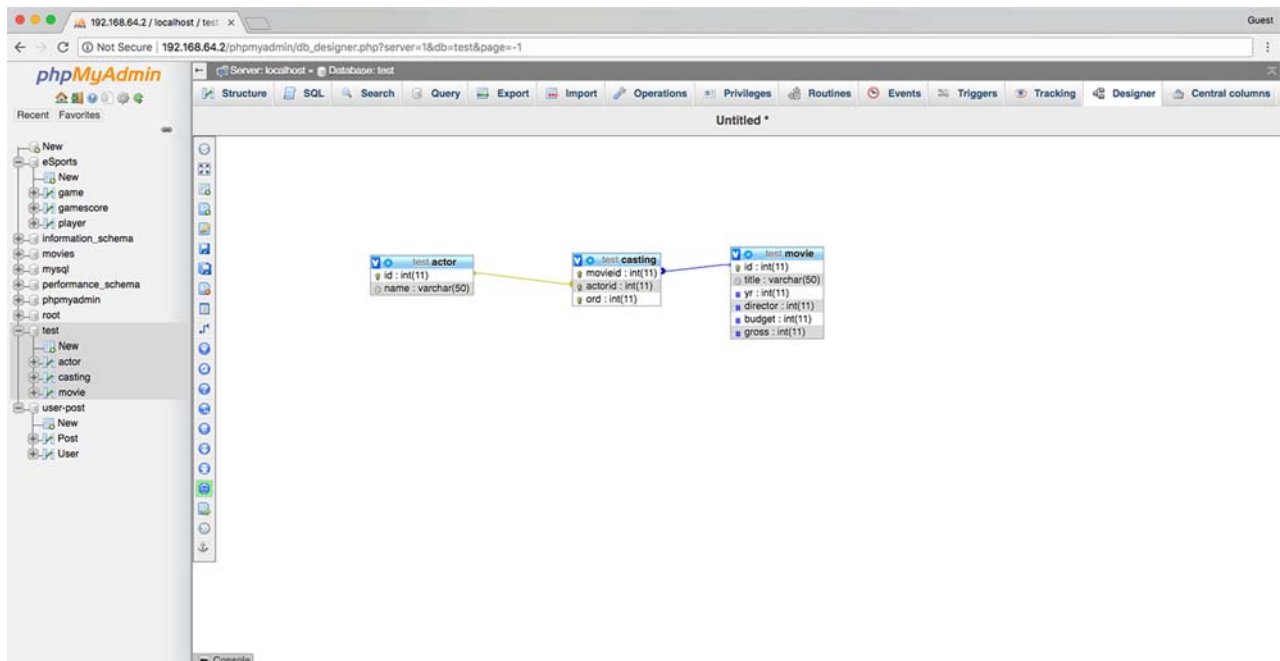 192.168.64.2 / localhost / test
Guest
Not Secure | 192.168.64.2/phpmyadmin/db_designer.php?server=1&db=test&page=-1
phpMyAdmin
Recent Favorites
New
eSports
New
game
gamescore
player
information_schema
movies
mysql
performance_schema
phpmyadmin
root
test
New
actor
casting
movie
user-post
New
Post
User
Server: localhost » Database: test
Structure SQL Search Query Export Import Operations Privileges Routines Events Triggers Tracking Designer Central columns
Untitled *
test actor
id : int(11)
name : varchar(50)
test casting
movieid : int(11)
actorid : int(11)
ord : int(11)
test movie
id : int(11)
title : varchar(50)
yr : int(11)
director : int(11)
budget : int(11)
gross : int(11)
Console